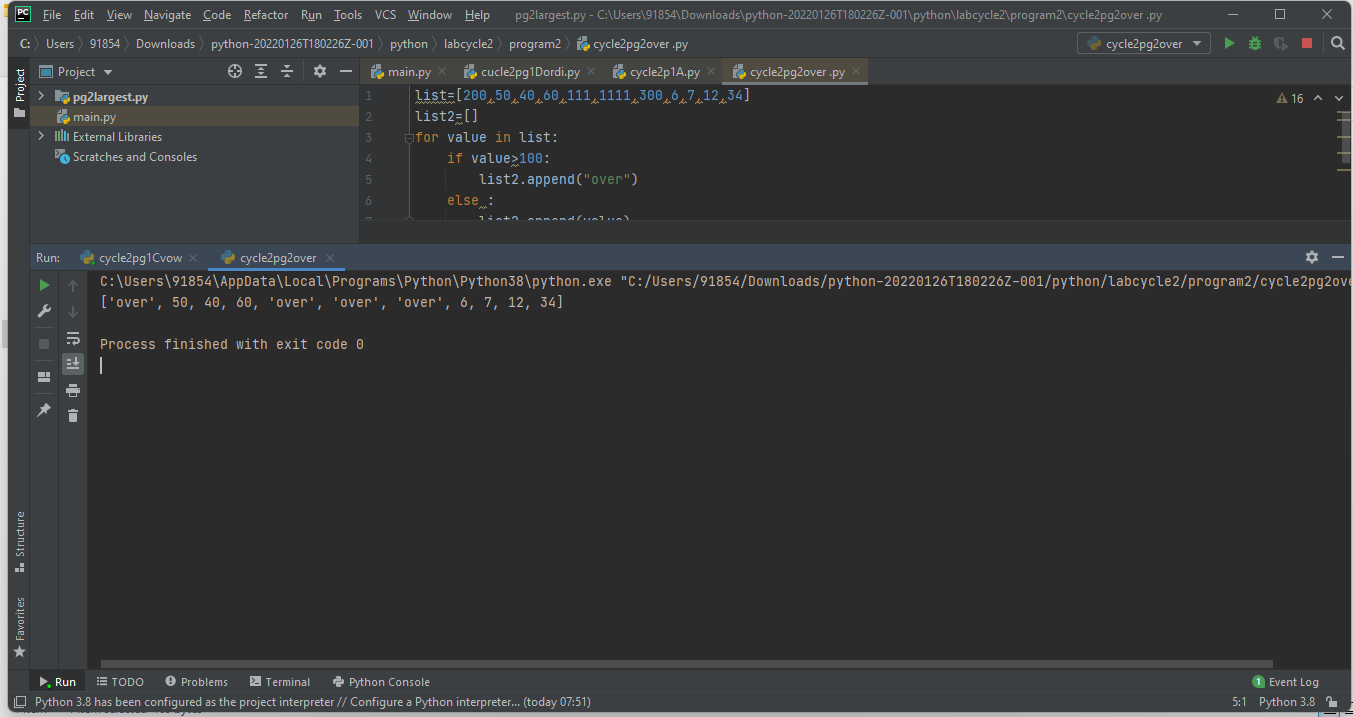 PC File Edit View Navigate Code Refactor Run Tools VCS Window Help pg2largest.py - C:\Users\91854\Downloads\python-20220126T180226Z-001\python\labcycle2\program2\cycle2pg2over .py
C: Users 91854 Downloads python-20220126T180226Z-001 python labcycle2 program2 cycle2pg2over .py cycle2pg2over
Project Project main.py cucle2pg1Dordi.py cycle2p1A.py cycle2pg2over .py
pg2largest.py
main.py
External Libraries
Scratches and Consoles
1 list=[200,50,40,60,111,1111,300,6,7,12,34] 16
2 list2=[]
3 for value in list:
4 if value>100:
5 list2.append("over")
6 else :
7 list2.append(value)
Run: cycle2pg1Cvow cycle2pg2over
C:\Users\91854\AppData\Local\Programs\Python\Python38\python.exe "C:/Users/91854/Downloads/python-20220126T180226Z-001/python/labcycle2/program2/cycle2pg2ove
['over', 50, 40, 60, 'over', 'over', 'over', 6, 7, 12, 34]
Process finished with exit code 0
Structure
Favorites
Run TODO Problems Terminal Python Console 1 Event Log
Python 3.8 has been configured as the project interpreter // Configure a Python interpreter... (today 07:51) 5:1 Python 3.8